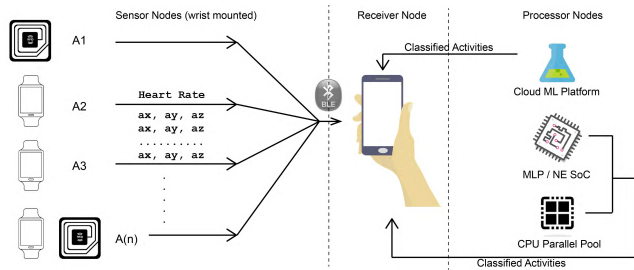 Sensor Nodes (wrist mounted)
Receiver Node
Processor Nodes
A1
Classified Activities
Cloud ML Platform
BLE
A2
Heart Rate
ax, ay, az
ax, ay, az
..........
A3
ax, ay, az
MLP / NE SoC
A(n)
CPU Parallel Pool
Classified Activities